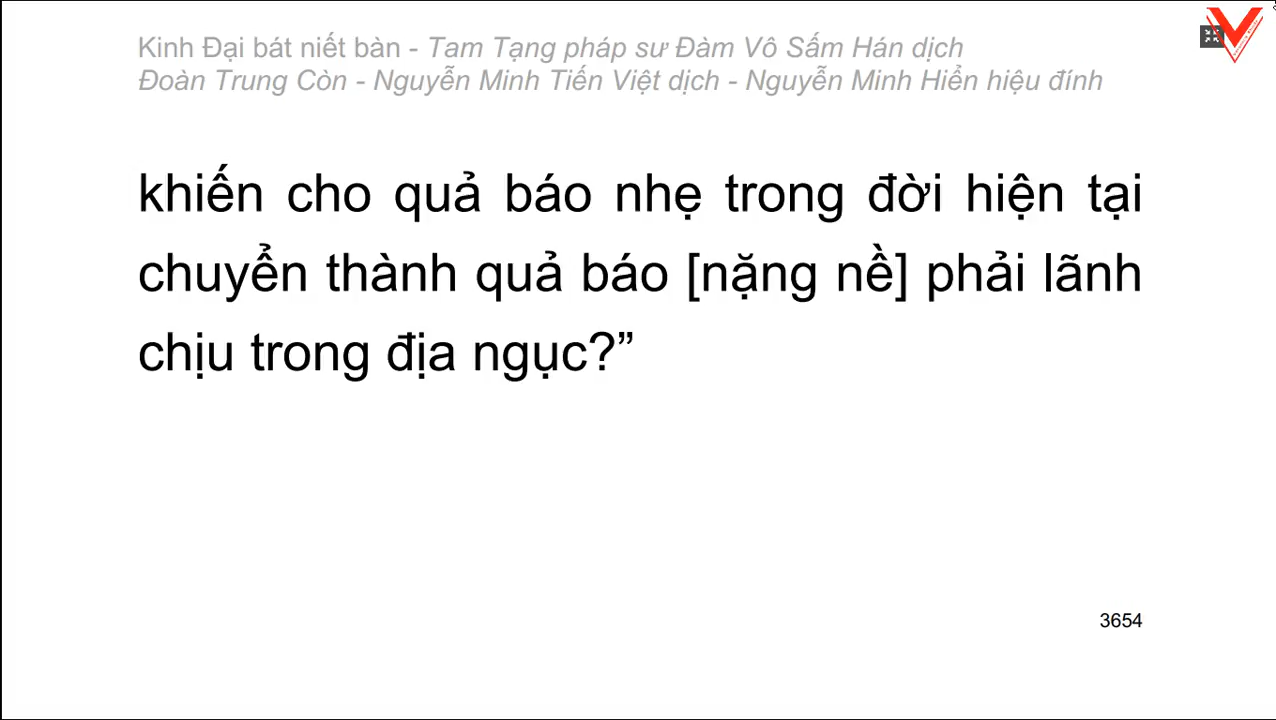 Kinh Đại bát niết bàn - Tam Tạng pháp sư Đàm Vô Sấm Hán dịch
Đoàn Trung Còn - Nguyễn Minh Tiến Việt dịch - Nguyễn Minh Hiển hiệu đính
khiến cho quả báo nhẹ trong đời hiện tại
chuyển thành quả báo [nặng nề] phải lãnh
chịu trong địa ngục?”
3654